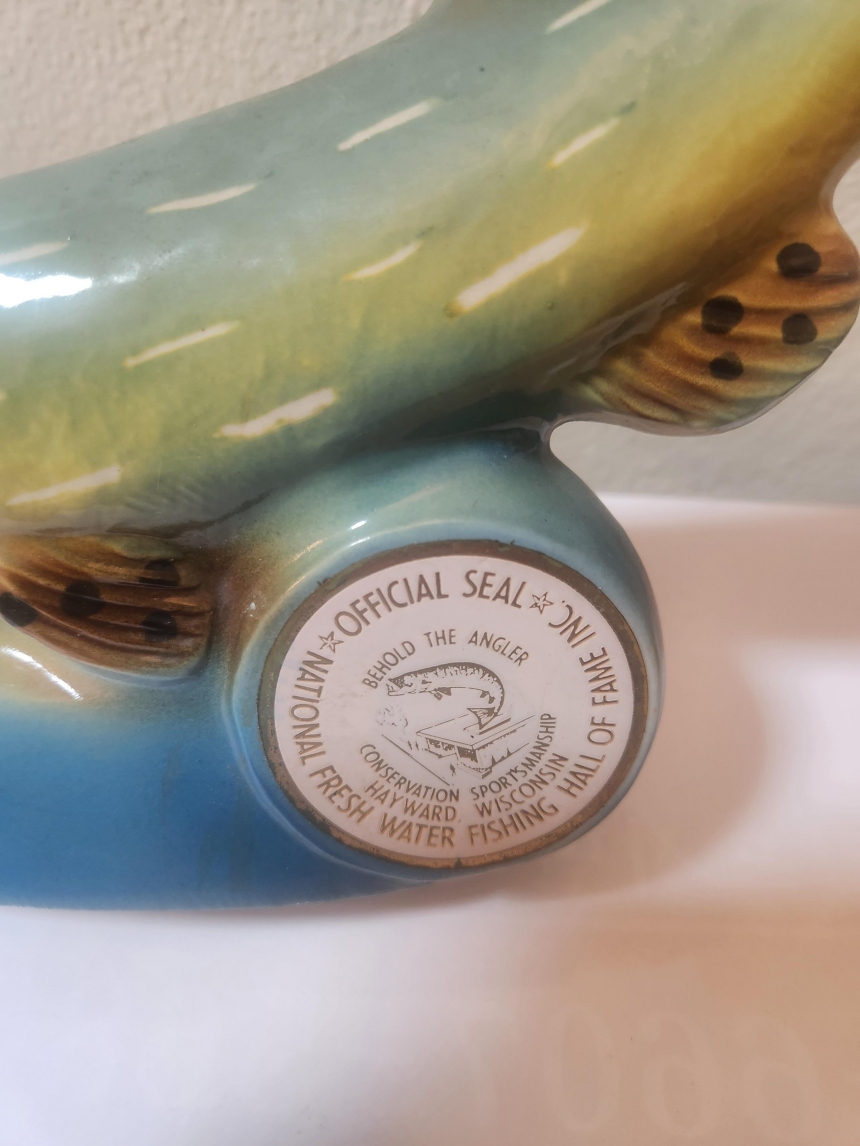 ☆ OFFICIAL SEAL ☆
NATIONAL FRESH WATER FISHING HALL OF FAME INC.
BEHOLD THE ANGLER
CONSERVATION SPORTSMANSHIP
HAYWARD, WISCONSIN